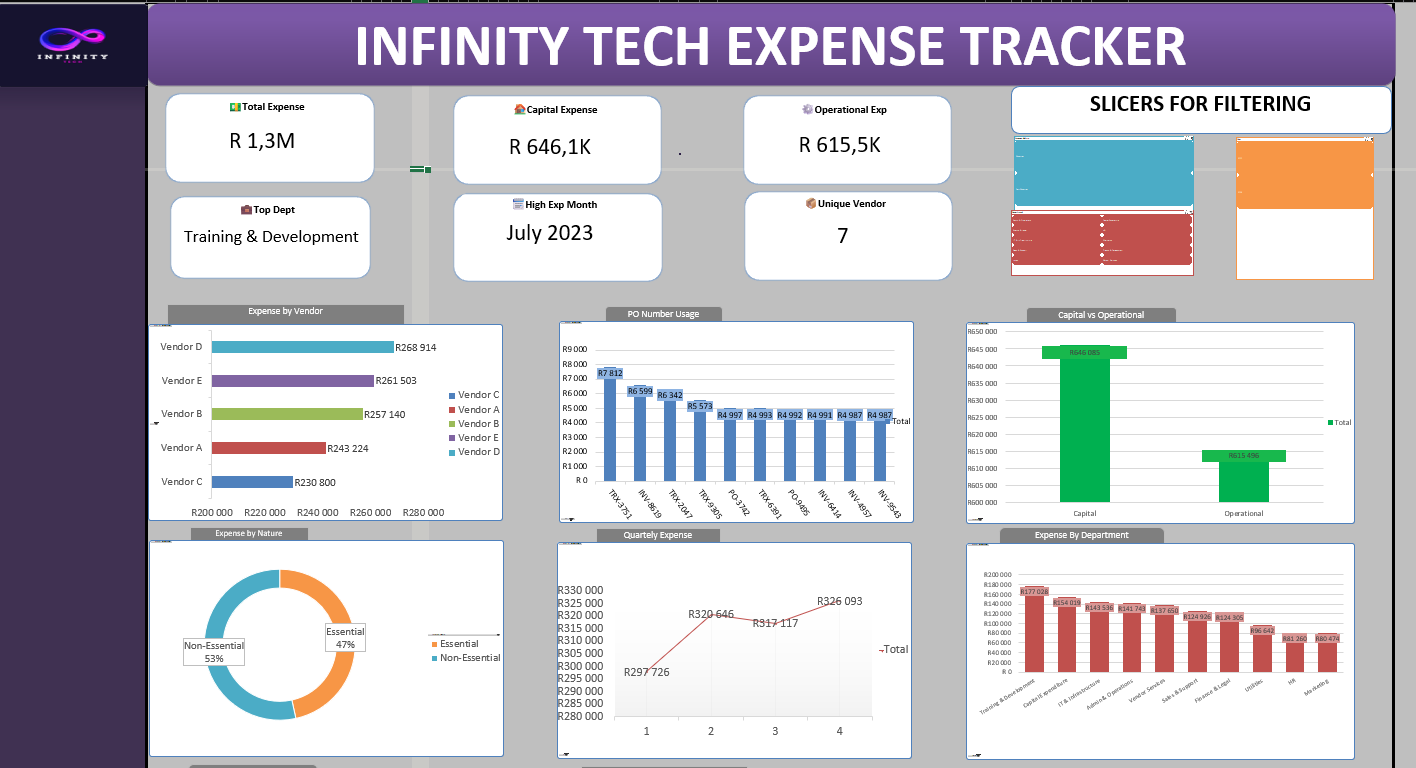 INFINITY
INFINITY TECH EXPENSE TRACKER
Total Expense
R 1,3M
Capital Expense
R 646,1K
Operational Exp
R 615,5K
SLICERS FOR FILTERING
Top Dept
Training & Development
High Exp Month
July 2023
Unique Vendor
7
Expense by Vendor
Vendor D
R268 914
Vendor E
R261 503
Vendor B
R257 140
Vendor A
R243 224
Vendor C
R230 800
R200 000 R220 000 R240 000 R260 000 R280 000
Vendor C
Vendor A
Vendor B
Vendor E
Vendor D
PO Number Usage
R9 000
R8 000
R7 000
R6 000
R5 000
R4 000
R3 000
R2 000
R1 000
R 0
R7 812
R6 599
R6 342
R5 573
R4 997
R4 993
R4 992
R4 991
R4 987
R4 987
Total
TRX-3751
INV-8619
TRX-2047
TRX-9305
PO-3742
TRX-6391
PO-9495
INV-6414
INV-4957
INV-9543
Capital vs Operational
R650 000
R645 000
R640 000
R635 000
R630 000
R625 000
R620 000
R615 000
R610 000
R605 000
R600 000
R646 085
R615 496
Total
Capital
Operational
Expense by Nature
Non-Essential
53%
Essential
47%
Essential
Non-Essential
Quartely Expense
R330 000
R325 000
R320 000
R315 000
R310 000
R305 000
R300 000
R295 000
R290 000
R285 000
R280 000
R297 726
R320 646
R317 117
R326 093
Total
1 2 3 4
Expense By Department
R200 000
R180 000
R160 000
R140 000
R120 000
R100 000
R80 000
R60 000
R40 000
R20 000
R 0
R177 028
R154 019
R143 536
R141 743
R137 650
R124 926
R124 305
R96 642
R81 260
R80 474
Training & Development
Capital Expenditure
IT & Infrastructure
Admin & Operations
Vendor Services
Sales & Support
Finance & Legal
Utilities
HR
Marketing